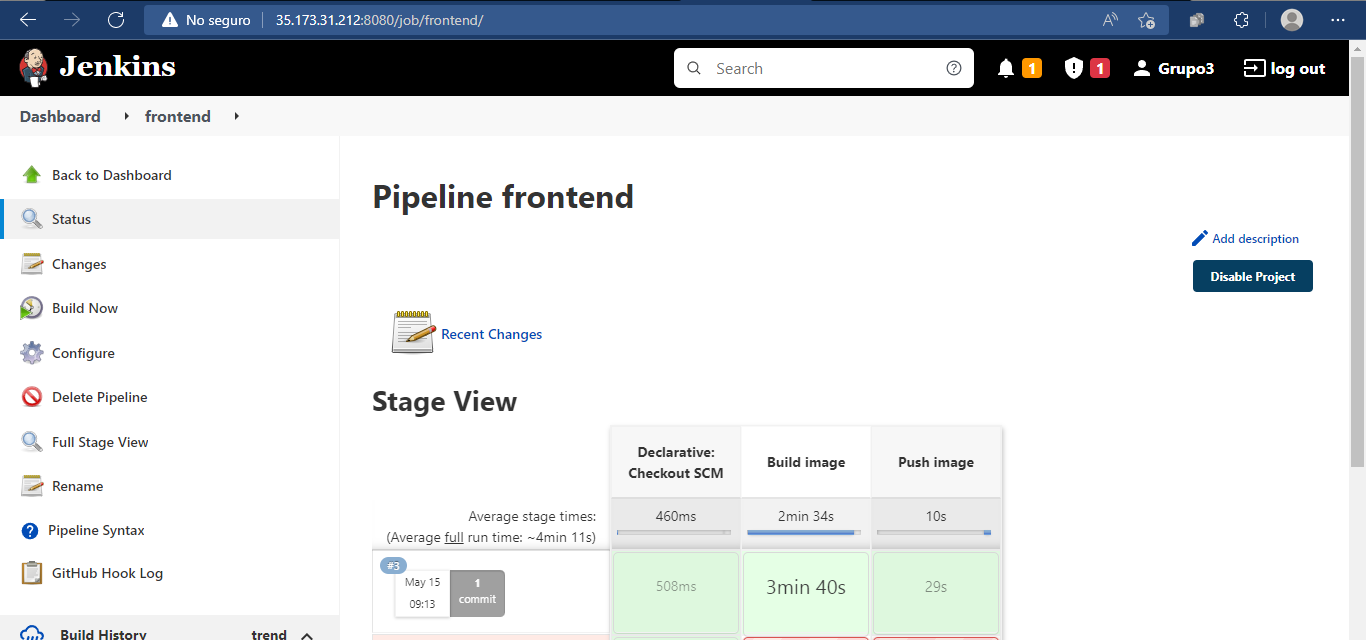 No seguro 35.173.31.212:8080/job/frontend/
Jenkins
Search
1
1
Grupo3
log out
Dashboard
frontend
Back to Dashboard
Status
Changes
Build Now
Configure
Delete Pipeline
Full Stage View
Rename
Pipeline Syntax
GitHub Hook Log
Build History
trend
Pipeline frontend
Add description
Disable Project
Recent Changes
Stage View
Declarative:
Checkout SCM
Build image
Push image
Average stage times:
(Average full run time: ~4min 11s)
460ms
2min 34s
10s
#3
May 15
09:13
1
commit
508ms
3min 40s
29s